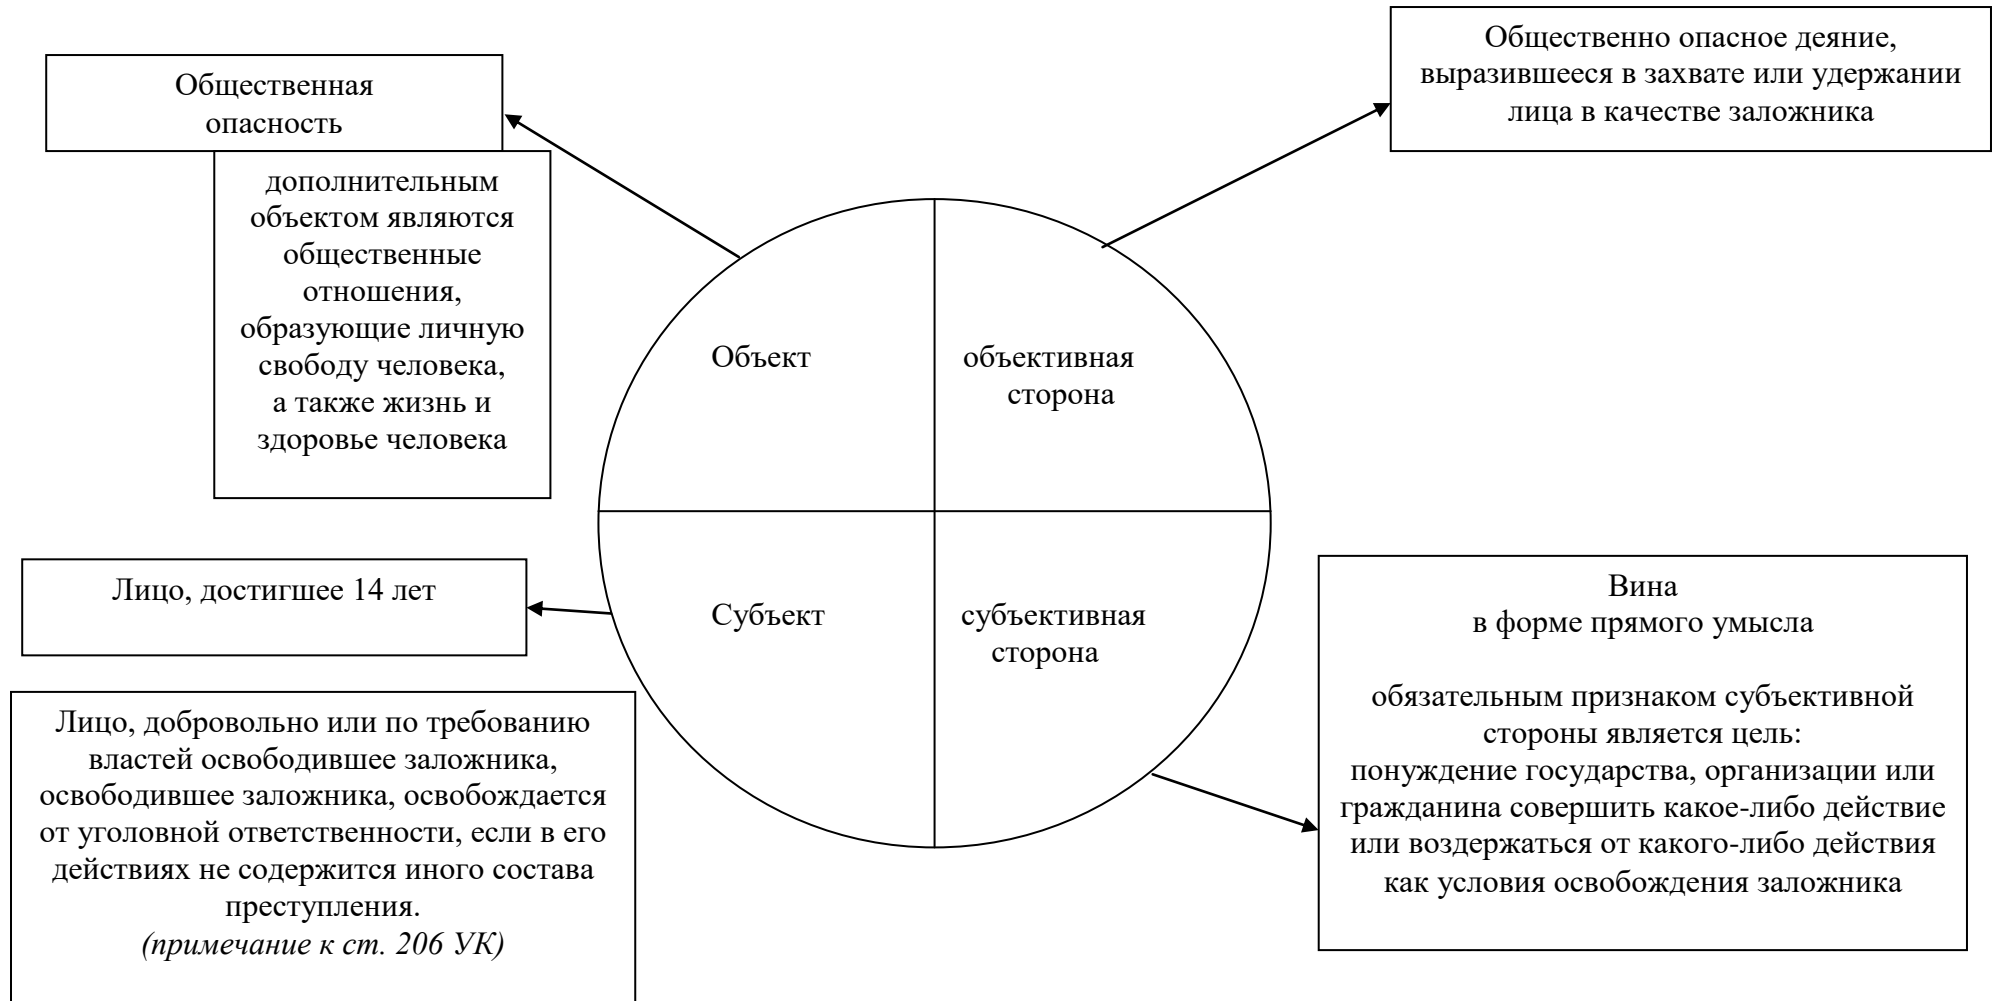 Общественная
опасность
дополнительным
объектом являются
общественные
отношения,
образующие личную
свободу человека,
а также жизнь и
здоровье человека
Общественно опасное деяние,
выразившееся в захвате или удержании
лица в качестве заложника
Объект
объективная
сторона
Субъект
субъективная
сторона
Лицо, достигшее 14 лет
Лицо, добровольно или по требованию
властей освободившее заложника,
освободившее заложника, освобождается
от уголовной ответственности, если в его
действиях не содержится иного состава
преступления.
(примечание к ст. 206 УК)
Вина
в форме прямого умысла
обязательным признаком субъективной
стороны является цель:
понуждение государства, организации или
гражданина совершить какое-либо действие
или воздержаться от какого-либо действия
как условия освобождения заложника